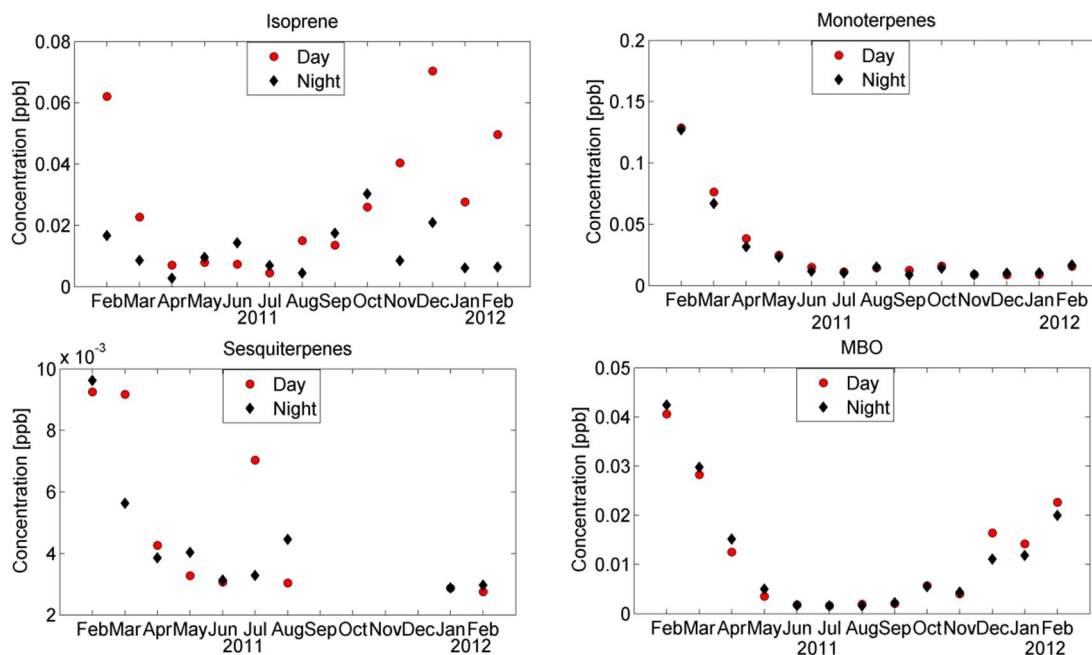 Isoprene
0.08
0.06
0.04
0.02
0
Concentration [ppb]
Day
Night
Feb Mar Apr May Jun Jul Aug Sep Oct Nov Dec Jan Feb
2011 2012
Monoterpenes
0.2
0.15
0.1
0.05
0
Concentration [ppb]
Day
Night
Feb Mar Apr May Jun Jul Aug Sep Oct Nov Dec Jan Feb
2011 2012
Sesquiterpenes
10 x 10⁻³
8
6
4
2
Concentration [ppb]
Day
Night
Feb Mar Apr May Jun Jul Aug Sep Oct Nov Dec Jan Feb
2011 2012
MBO
0.05
0.04
0.03
0.02
0.01
0
Concentration [ppb]
Day
Night
Feb Mar Apr May Jun Jul Aug Sep Oct Nov Dec Jan Feb
2011 2012